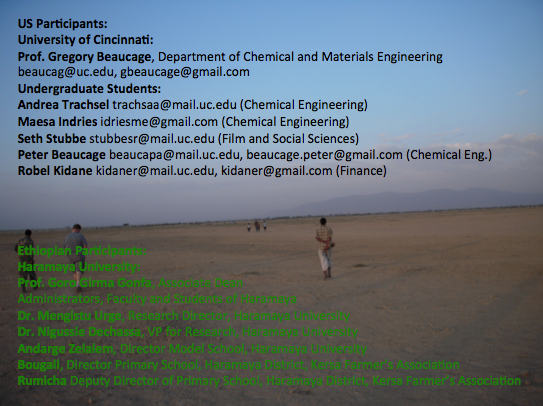 US Participants:
University of Cincinnati:
Prof. Gregory Beaucage, Department of Chemical and Materials Engineering
beaucag@uc.edu, gbeaucage@gmail.com
Undergraduate Students:
Andrea Trachsel trachsaa@mail.uc.edu (Chemical Engineering)
Maesa Indries idriesme@gmail.com (Chemical Engineering)
Seth Stubbe stubbesr@mail.uc.edu (Film and Social Sciences)
Peter Beaucage beaucapa@mail.uc.edu, beaucage.peter@gmail.com (Chemical Eng.)
Robel Kidane kidaner@mail.uc.edu, kidaner@gmail.com (Finance)
Ethiopian Participants:
Haramaya University:
Prof. Goro Girma Gonfa, Associate Dean
Administrators, Faculty and Students of Haramaya
Dr. Mengistu Urge, Research Director, Haramaya University
Dr. Nigussie Dechassa, VP for Research, Haramaya University
Andarge Zelalem, Director Model School, Haramaya University
Bougali, Director Primary School, Haramaya District, Kersa Farmer's Association
Rumicha Deputy Director of Primary School, Haramaya District, Kersa Farmer's Association